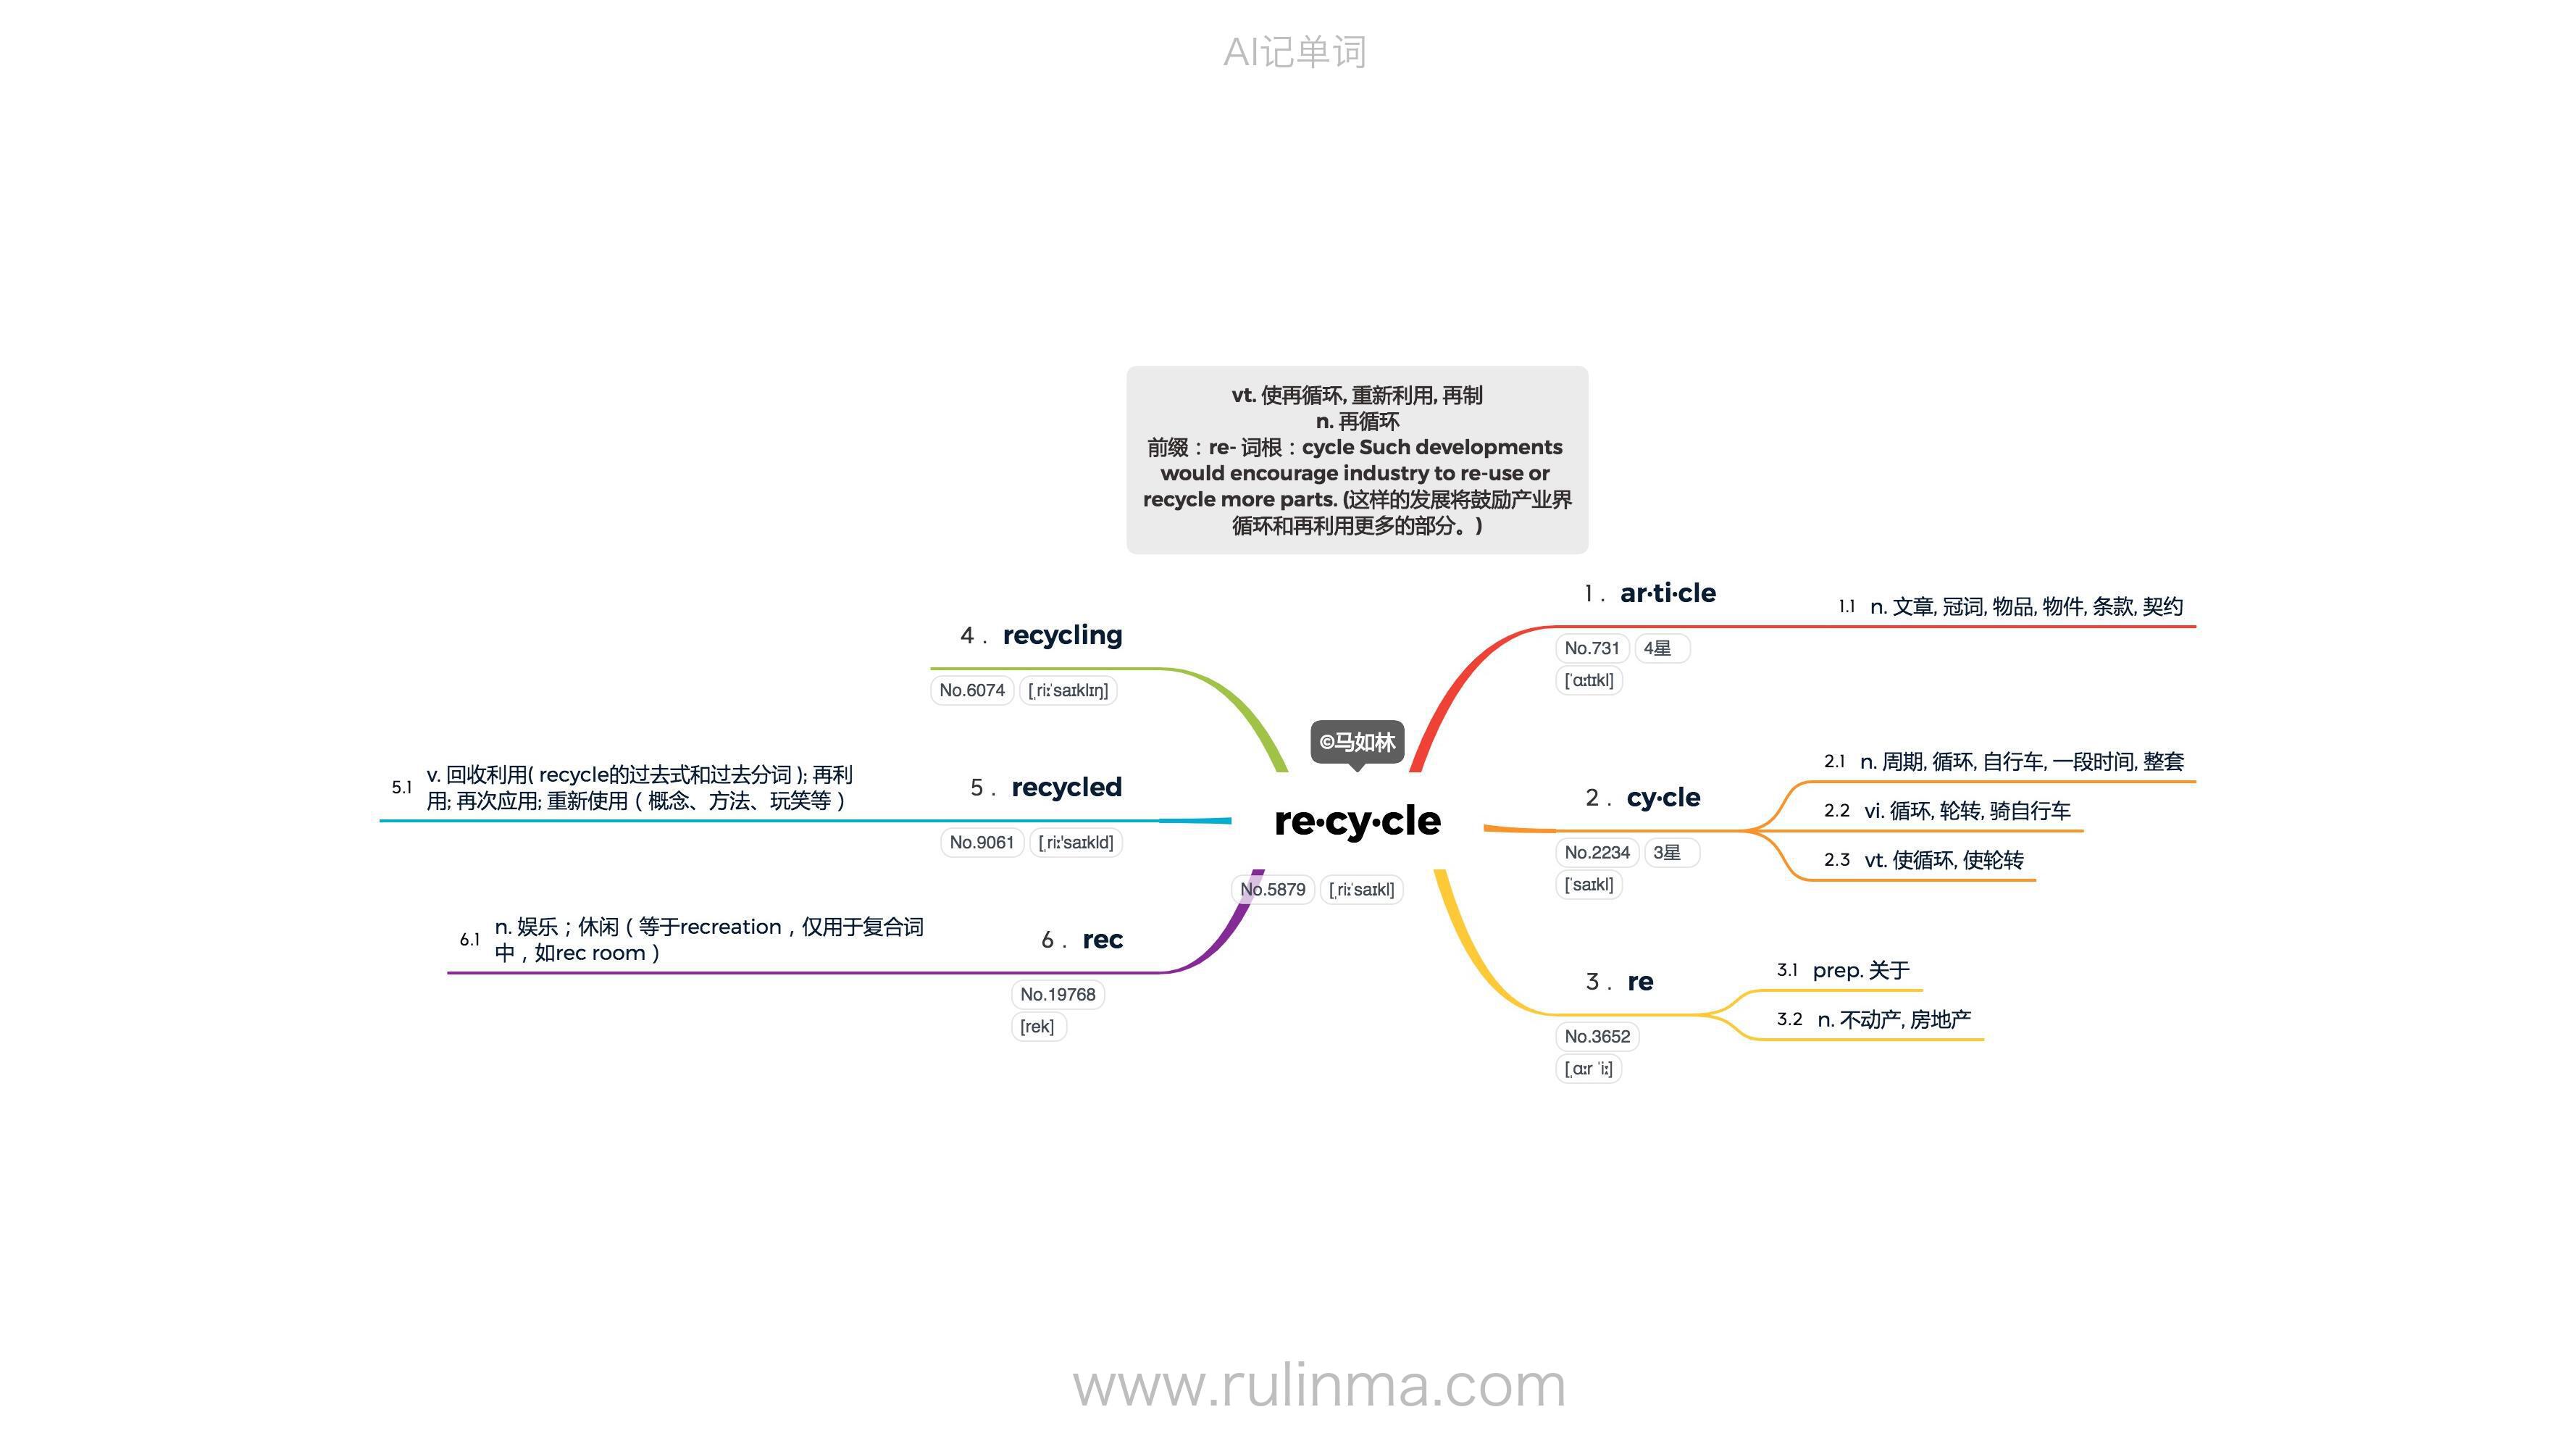 AI记单词
vt. 使再循环, 重新利用, 再制
n. 再循环
前缀：re- 词根：cycle Such developments
would encourage industry to re-use or
recycle more parts. (这样的发展将鼓励产业界
循环和再利用更多的部分。)
©马如林
re·cy·cle
No.5879 [ˌriːˈsaɪkl]
1. ar·ti·cle
No.731 4星
[ˈɑːtɪkl]
1.1 n. 文章, 冠词, 物品, 物件, 条款, 契约
2. cy·cle
No.2234 3星
[ˈsaɪkl]
2.1 n. 周期, 循环, 自行车, 一段时间, 整套
2.2 vi. 循环, 轮转, 骑自行车
2.3 vt. 使循环, 使轮转
3. re
No.3652
[ˌɑːr ˈiː]
3.1 prep. 关于
3.2 n. 不动产, 房地产
4. recycling
No.6074 [ˌriːˈsaɪklɪŋ]
5. recycled
No.9061 [ˌriːˈsaɪkld]
5.1 v. 回收利用( recycle的过去式和过去分词 ); 再利
用; 再次应用; 重新使用（概念、方法、玩笑等）
6. rec
No.19768
[rek]
6.1 n. 娱乐；休闲（等于recreation，仅用于复合词
中，如rec room）
www.rulinma.com